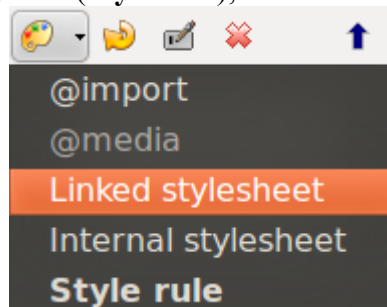 @import
@media
Linked stylesheet
Internal stylesheet
Style rule